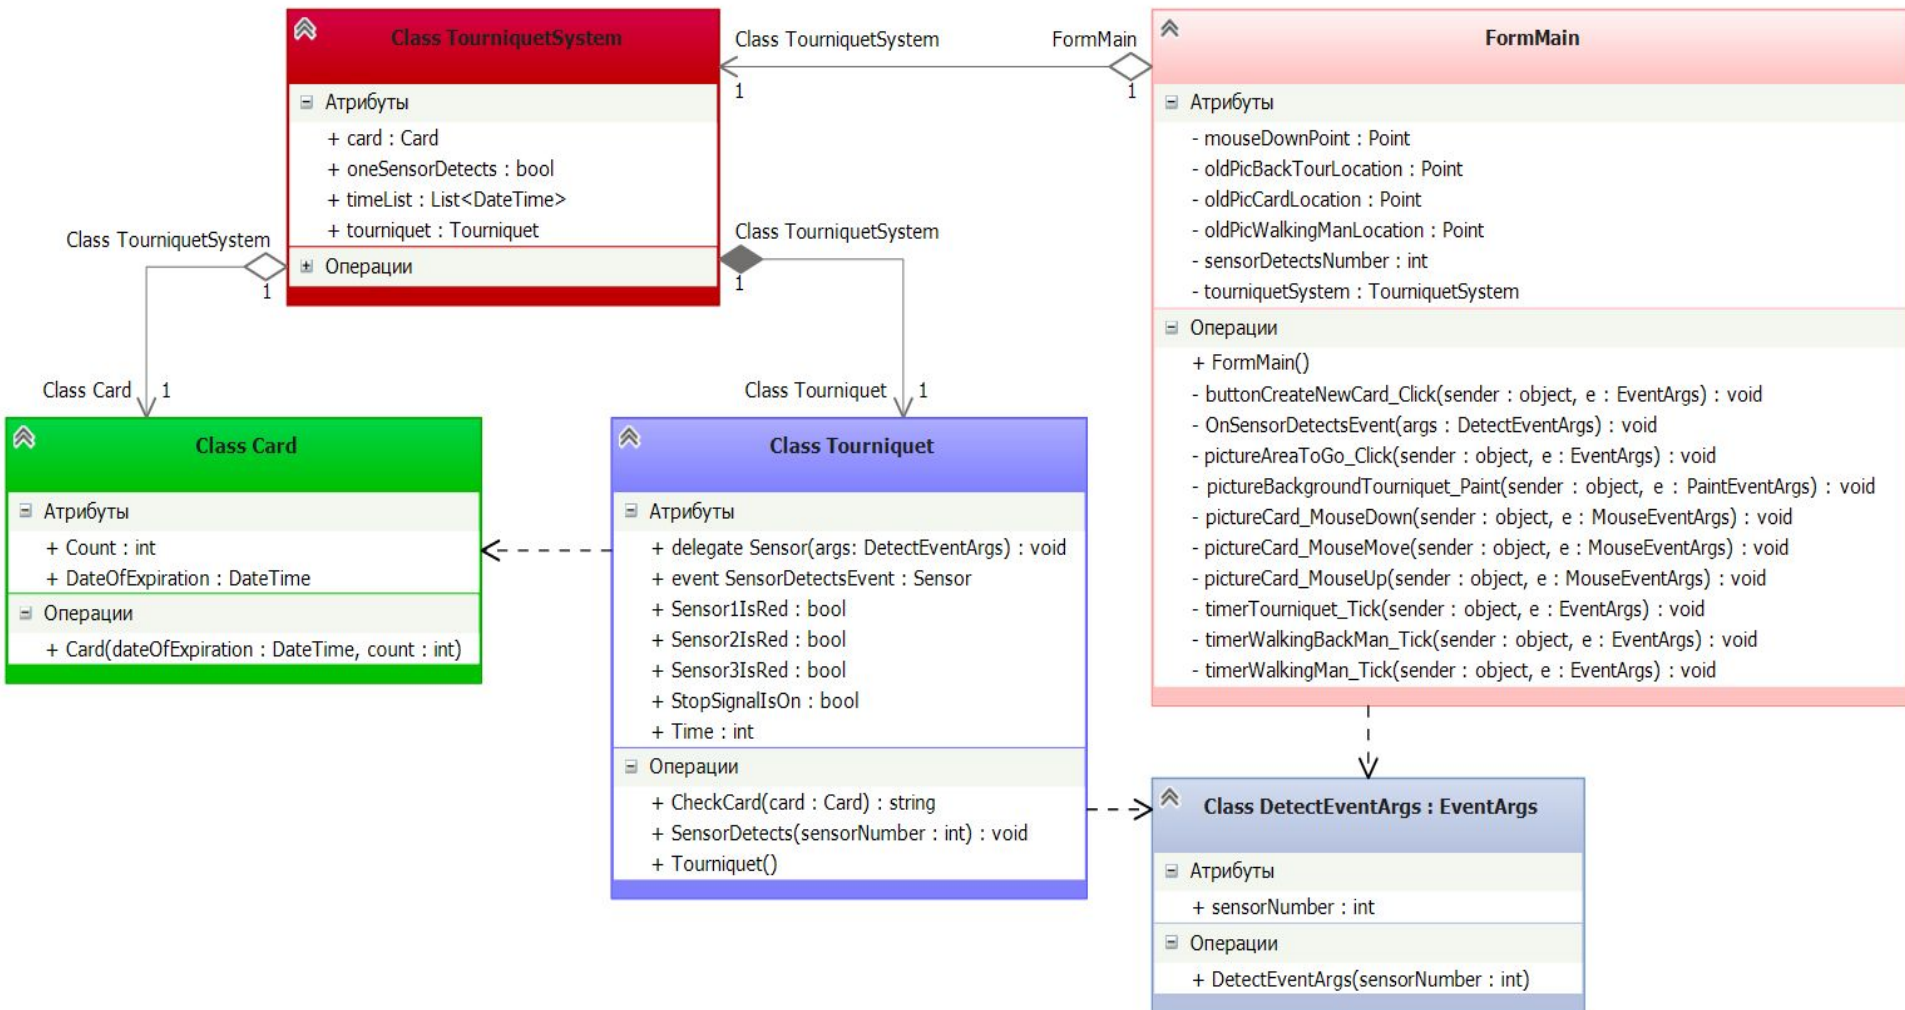 Class TourniquetSystem
Атрибуты
+ card : Card
+ oneSensorDetects : bool
+ timeList : List<DateTime>
+ tourniquet : Tourniquet
Операции
Class TourniquetSystem
1
FormMain
1
FormMain
Атрибуты
- mouseDownPoint : Point
- oldPicBackTourLocation : Point
- oldPicCardLocation : Point
- oldPicWalkingManLocation : Point
- sensorDetectsNumber : int
- tourniquetSystem : TourniquetSystem
Операции
+ FormMain()
- buttonCreateNewCard_Click(sender : object, e : EventArgs) : void
- OnSensorDetectsEvent(args : DetectEventArgs) : void
- pictureAreaToGo_Click(sender : object, e : EventArgs) : void
- pictureBackgroundTourniquet_Paint(sender : object, e : PaintEventArgs) : void
- pictureCard_MouseDown(sender : object, e : MouseEventArgs) : void
- pictureCard_MouseMove(sender : object, e : MouseEventArgs) : void
- pictureCard_MouseUp(sender : object, e : MouseEventArgs) : void
- timerTourniquet_Tick(sender : object, e : EventArgs) : void
- timerWalkingBackMan_Tick(sender : object, e : EventArgs) : void
- timerWalkingMan_Tick(sender : object, e : EventArgs) : void
Class TourniquetSystem
1
Class TourniquetSystem
1
Class Card
1
Class Tourniquet
1
Class Card
Атрибуты
+ Count : int
+ DateOfExpiration : DateTime
Операции
+ Card(dateOfExpiration : DateTime, count : int)
Class Tourniquet
Атрибуты
+ delegate Sensor(args: DetectEventArgs) : void
+ event SensorDetectsEvent : Sensor
+ Sensor1IsRed : bool
+ Sensor2IsRed : bool
+ Sensor3IsRed : bool
+ StopSignalIsOn : bool
+ Time : int
Операции
+ CheckCard(card : Card) : string
+ SensorDetects(sensorNumber : int) : void
+ Tourniquet()
Class DetectEventArgs : EventArgs
Атрибуты
+ sensorNumber : int
Операции
+ DetectEventArgs(sensorNumber : int)